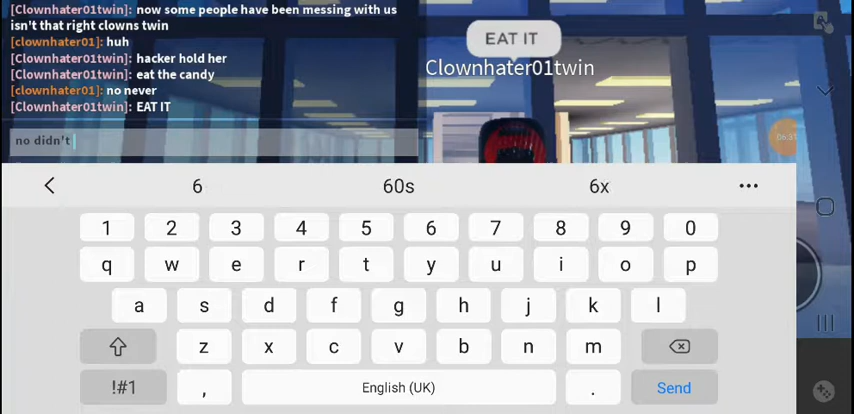 [Clownhater01twin]: now some people have been messing with us
isn't that right clowns twin
[clownhater01]: huh
[Clownhater01twin]: hacker hold her
[Clownhater01twin]: eat the candy
[clownhater01]: no never
[Clownhater01twin]: EAT IT
no didn't
EAT IT
Clownhater01twin
6 60s 6x
1 2 3 4 5 6 7 8 9 0
q w e r t y u i o p
a s d f g h j k l
z x c v b n m
!#1 , English (UK) . Send